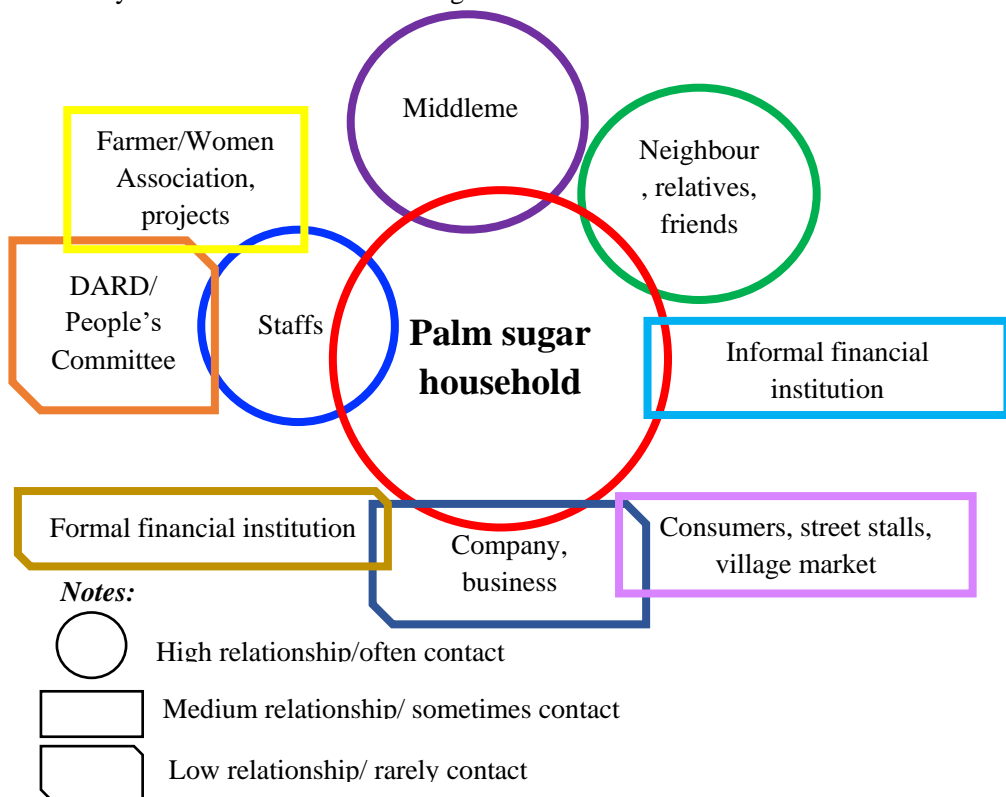 Middleme
Neighbour
, relatives,
friends
Farmer/Women
Association,
projects
DARD/
People's
Committee
Staffs
Palm sugar
household
Informal financial
institution
Formal financial institution
Company,
business
Consumers, street stalls,
village market
Notes:
High relationship/often contact
Medium relationship/ sometimes contact
Low relationship/ rarely contact